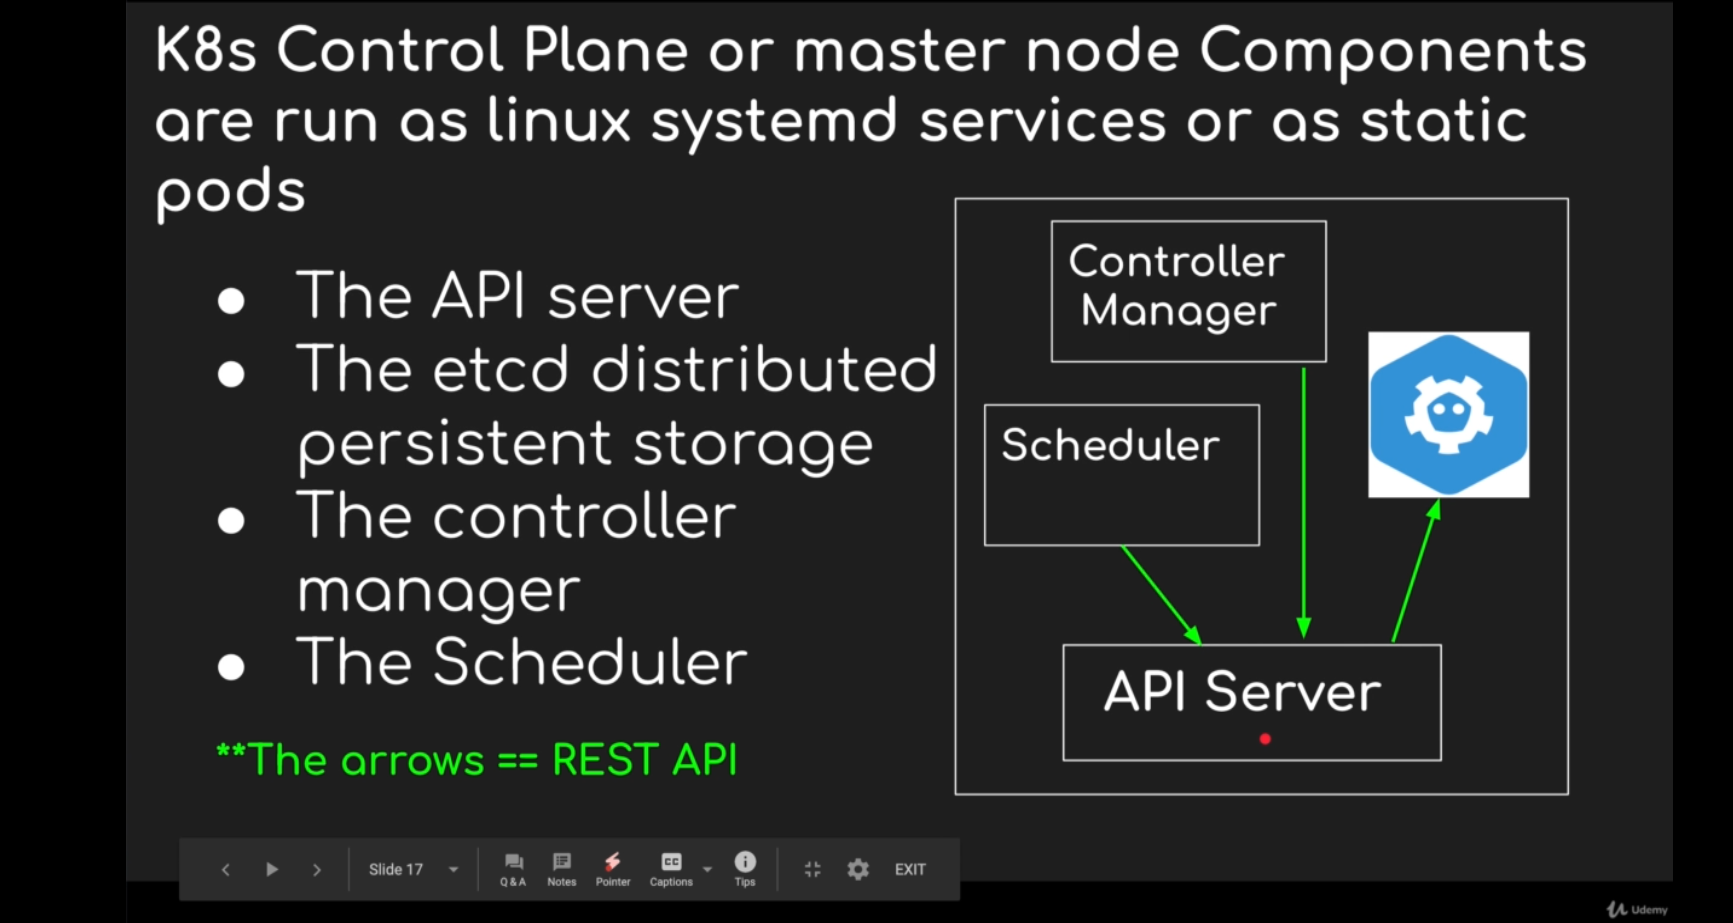 K8s Control Plane or master node Components
are run as linux systemd services or as static
pods
● The API server
● The etcd distributed
persistent storage
● The controller
manager
● The Scheduler
**The arrows == REST API
Controller
Manager
Scheduler
API Server
Slide 17
Q&A
Notes
Pointer
CC
Captions
Tips
EXIT
Udemy